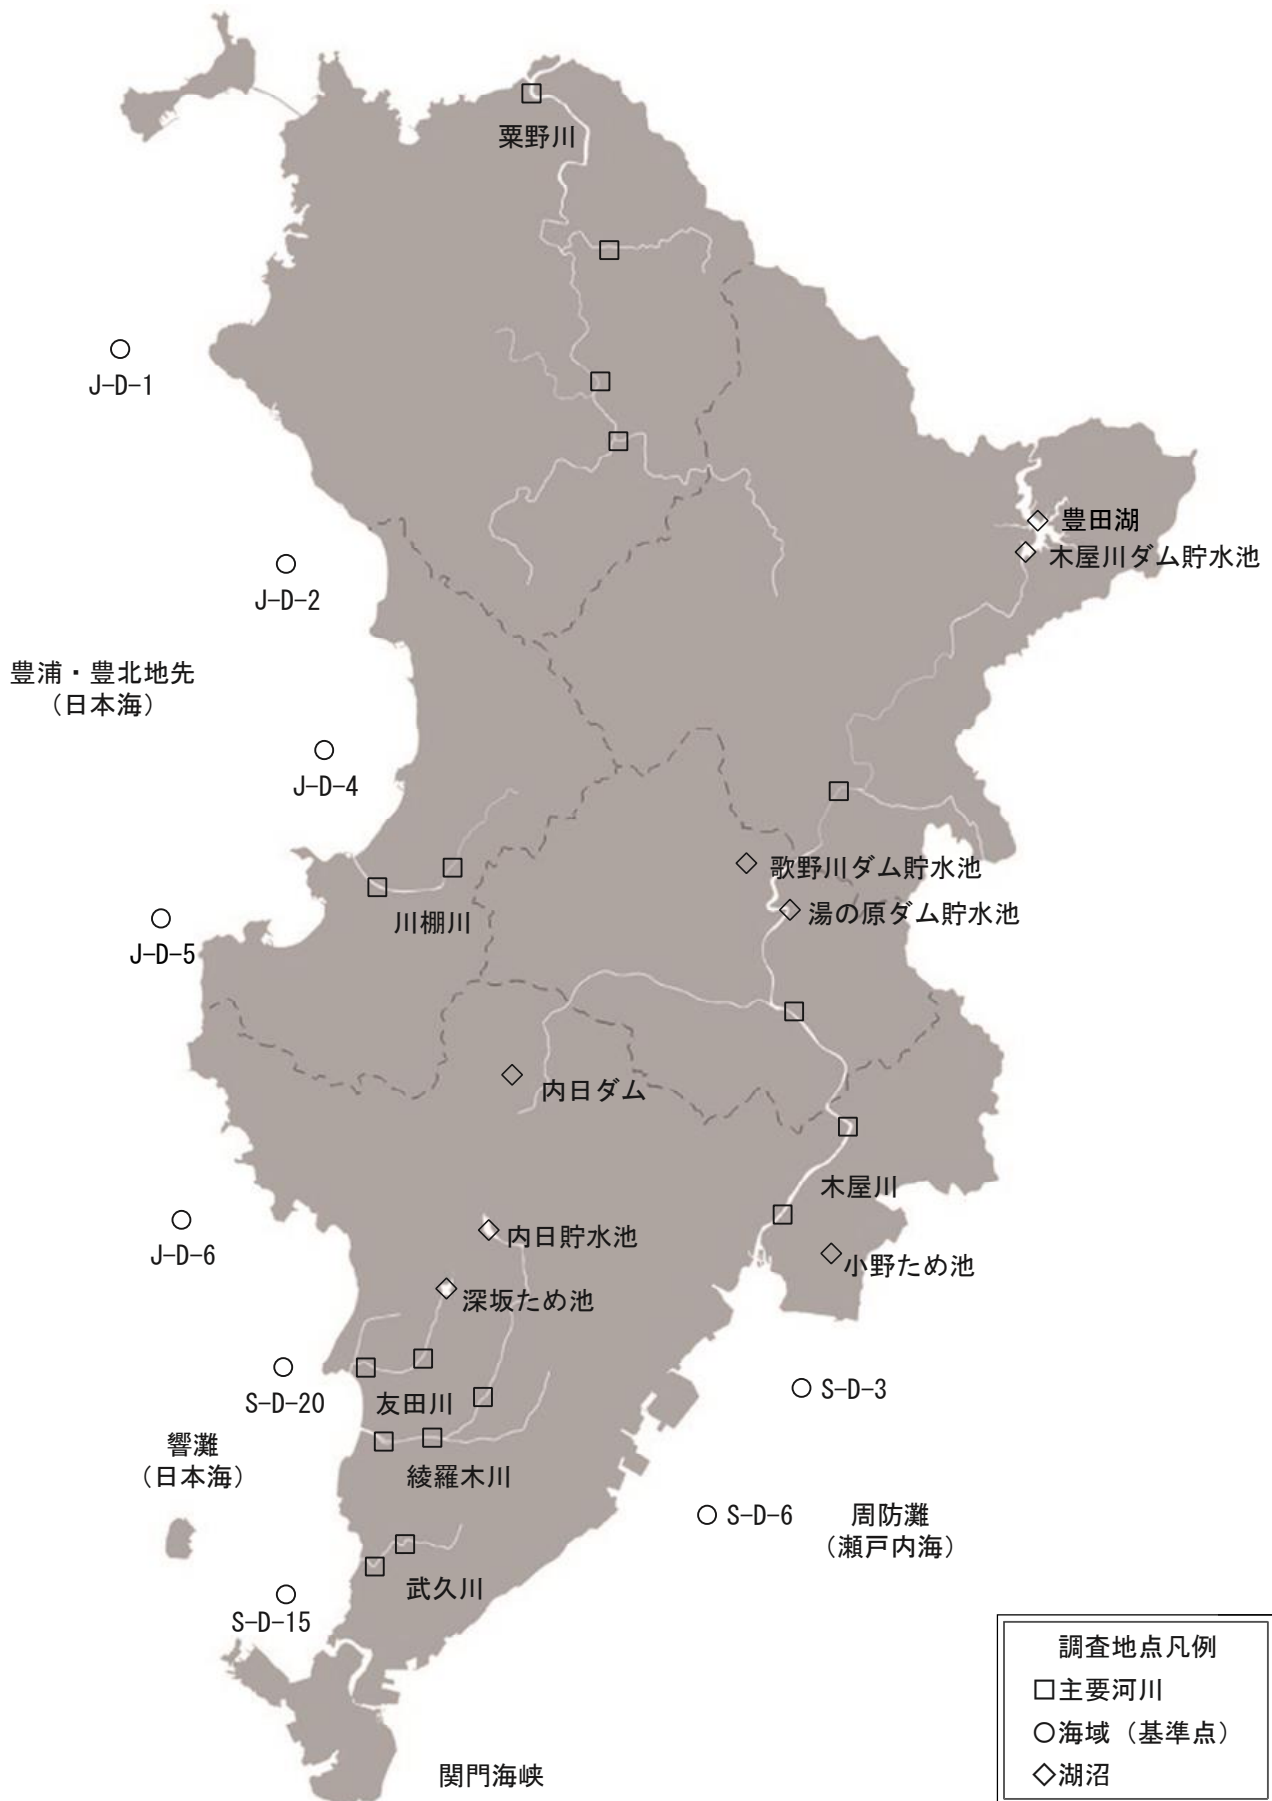 粟野川
J-D-1
豊田湖
木屋川ダム貯水池
J-D-2
豊浦・豊北地先
（日本海）
J-D-4
歌野川ダム貯水池
湯の原ダム貯水池
川棚川
J-D-5
内日ダム
木屋川
内日貯水池
J-D-6
小野ため池
深坂ため池
S-D-3
S-D-20
友田川
響灘
（日本海）
綾羅木川
S-D-6
周防灘
（瀬戸内海）
武久川
S-D-15
関門海峡
調査地点凡例
□主要河川
○海域（基準点）
◇湖沼